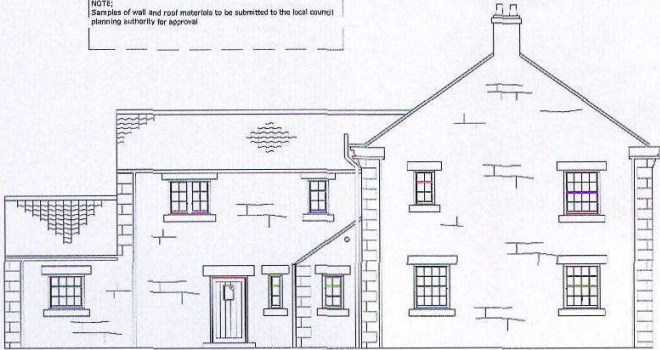 NOTE;
Samples of wall and roof materials to be submitted to the local council
planning authority for approval